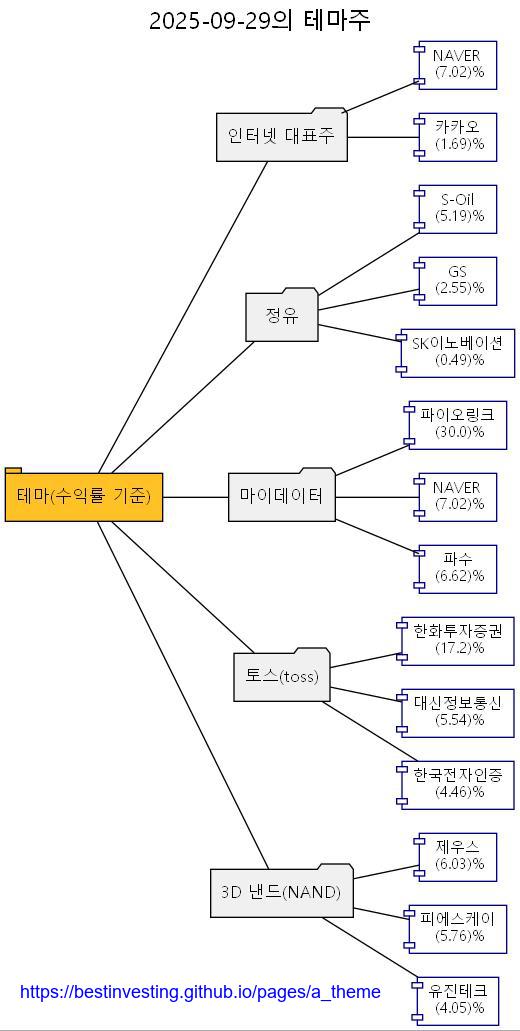 2025-09-29의 테마주
NAVER
(7.02)%
인터넷 대표주
카카오
(1.69)%
S-Oil
(5.19)%
GS
(2.55)%
정유
SK이노베이션
(0.49)%
파이오링크
(30.0)%
테마(수익률 기준)
마이데이터
NAVER
(7.02)%
파수
(6.62)%
한화투자증권
(17.2)%
토스(toss)
대신정보통신
(5.54)%
한국전자인증
(4.46)%
제우스
(6.03)%
3D 낸드(NAND)
피에스케이
(5.76)%
유진테크
(4.05)%
https://bestinvesting.github.io/pages/a_theme